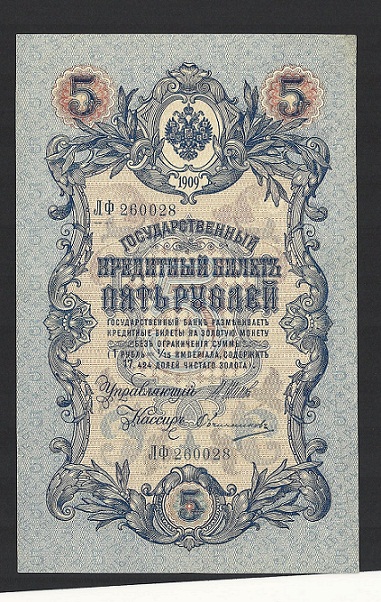 5 5
1909
ЛФ 260028
ГОСУДАРСТВЕННЫЙ
КРЕДИТНЫЙ БИЛЕТЪ
ПЯТЬ РУБЛЕЙ
ГОСУДАРСТВЕННЫЙ БАНКЪ РАЗМѢНИВАЕТЪ
КРЕДИТНЫЕ БИЛЕТЫ НА ЗОЛОТУЮ МОНЕТУ
БЕЗЪ ОГРАНИЧЕНІЯ СУММЫ
(1 РУБЛЬ = 1/15 ИМПЕРІАЛА, СОДЕРЖИТЪ
17,424 ДОЛЕЙ ЧИСТАГО ЗОЛОТА).
Управляющій
Кассиръ
ЛФ 260028
5